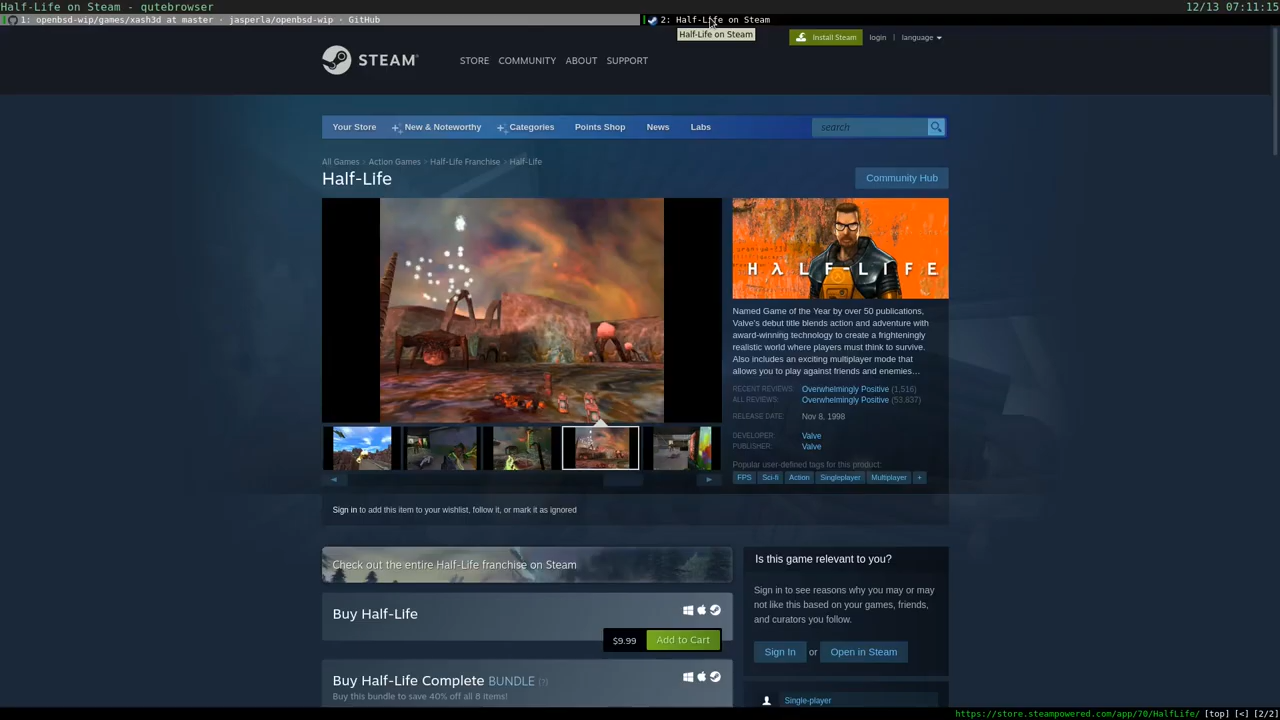 Half-Life on Steam - qutebrowser
12/13 07:11:15
1: openbsd-wip/games/xash3d at master · jasperla/openbsd-wip · GitHub
2: Half-Life on Steam
Half-Life on Steam
Install Steam
login | language
STEAM
STORE COMMUNITY ABOUT SUPPORT
Your Store New & Noteworthy Categories Points Shop News Labs
search
All Games > Action Games > Half-Life Franchise > Half-Life
Half-Life
Community Hub
HALF-LIFE
Named Game of the Year by over 50 publications,
Valve's debut title blends action and adventure with
award-winning technology to create a frighteningly
realistic world where players must think to survive.
Also includes an exciting multiplayer mode that
allows you to play against friends and enemies…
RECENT REVIEWS: Overwhelmingly Positive (1,516)
ALL REVIEWS: Overwhelmingly Positive (53,837)
RELEASE DATE: Nov 8, 1998
DEVELOPER: Valve
PUBLISHER: Valve
Popular user-defined tags for this product:
FPS Sci-fi Action Singleplayer Multiplayer +
Sign in to add this item to your wishlist, follow it, or mark it as ignored
Check out the entire Half-Life franchise on Steam
Buy Half-Life
$9.99 Add to Cart
Buy Half-Life Complete BUNDLE (?)
Buy this bundle to save 40% off all 8 items!
Is this game relevant to you?
Sign in to see reasons why you may or may
not like this based on your games, friends,
and curators you follow.
Sign In or Open in Steam
Single-player
https://store.steampowered.com/app/70/HalfLife/ [top] [<] [2/2]